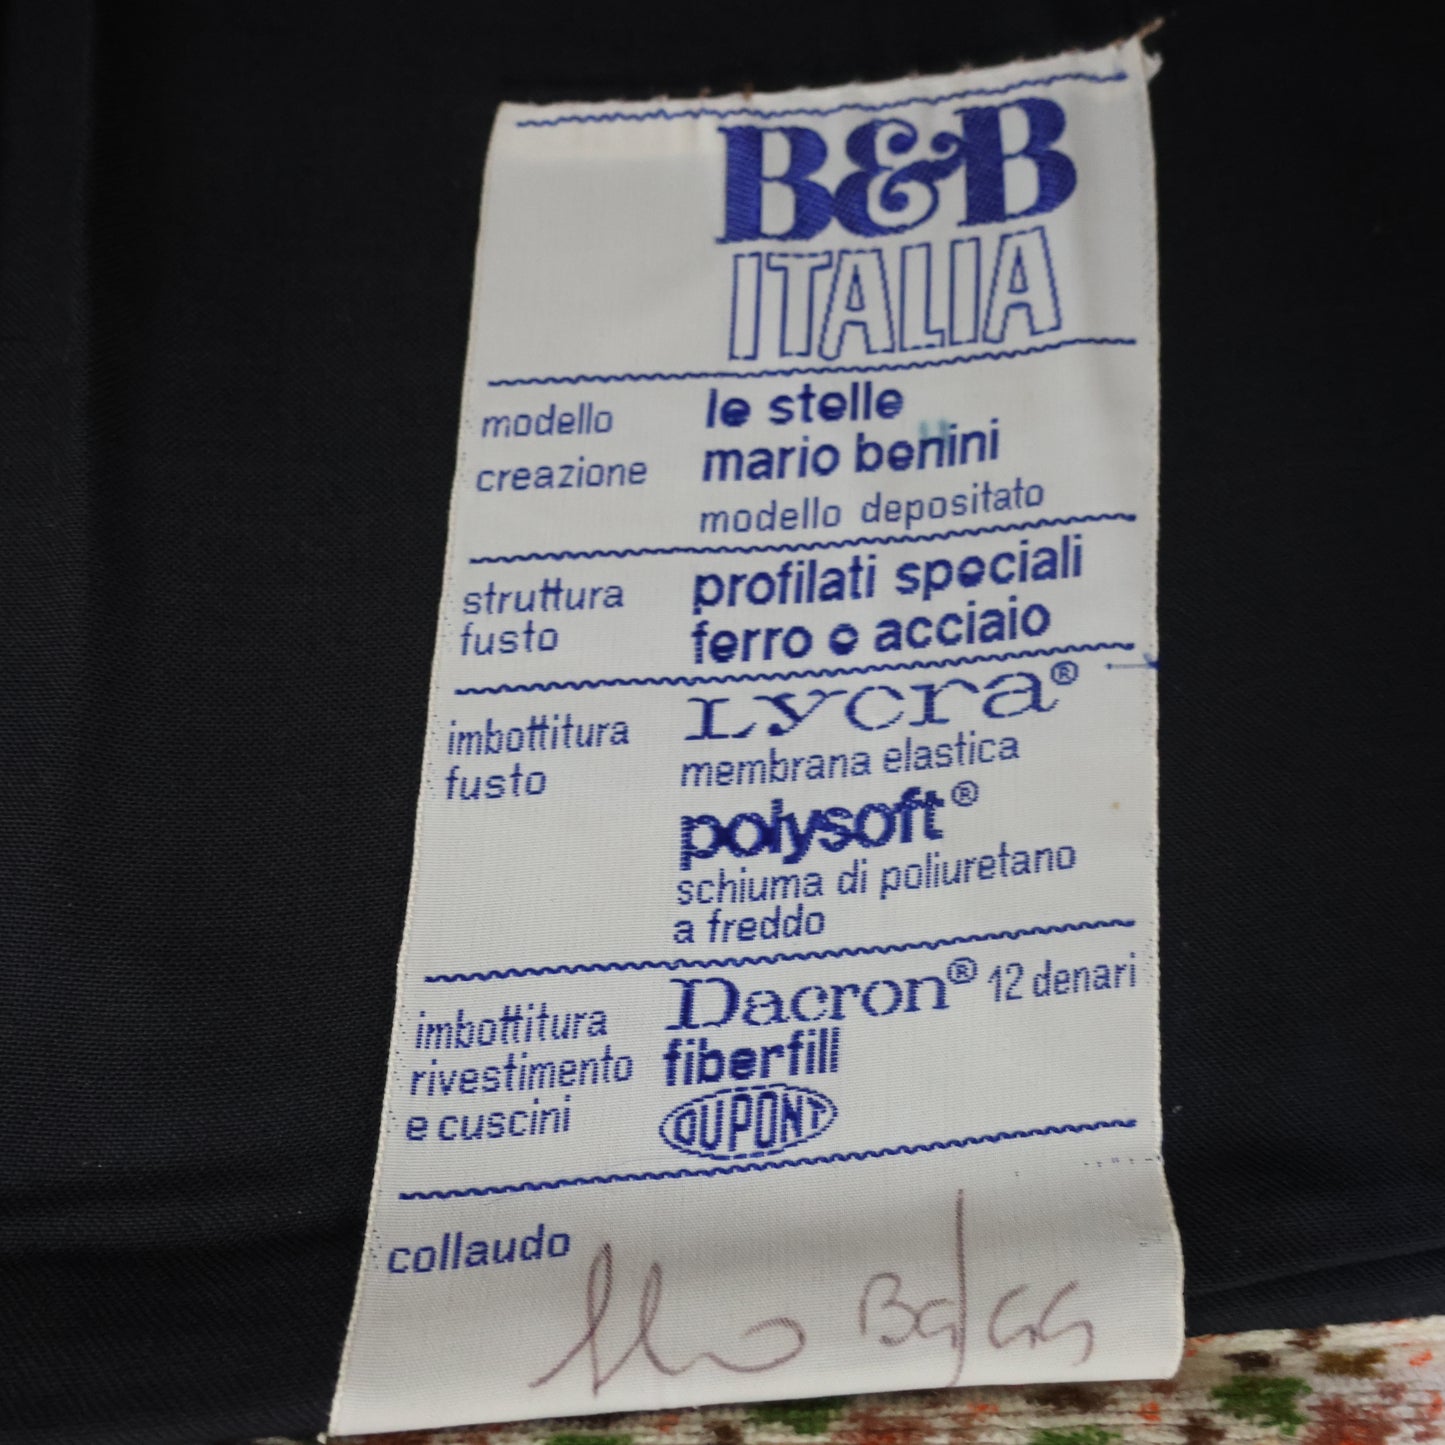 B&B
ITALIA
modello le stelle
creazione mario benini
modello depositato
struttura profilati speciali
fusto ferro e acciaio
imbottitura Lycra®
fusto membrana elastica
polysoft®
schiuma di poliuretano
a freddo
imbottitura Dacron® 12 denari
rivestimento fiberfill
e cuscini DUPONT
collaudo